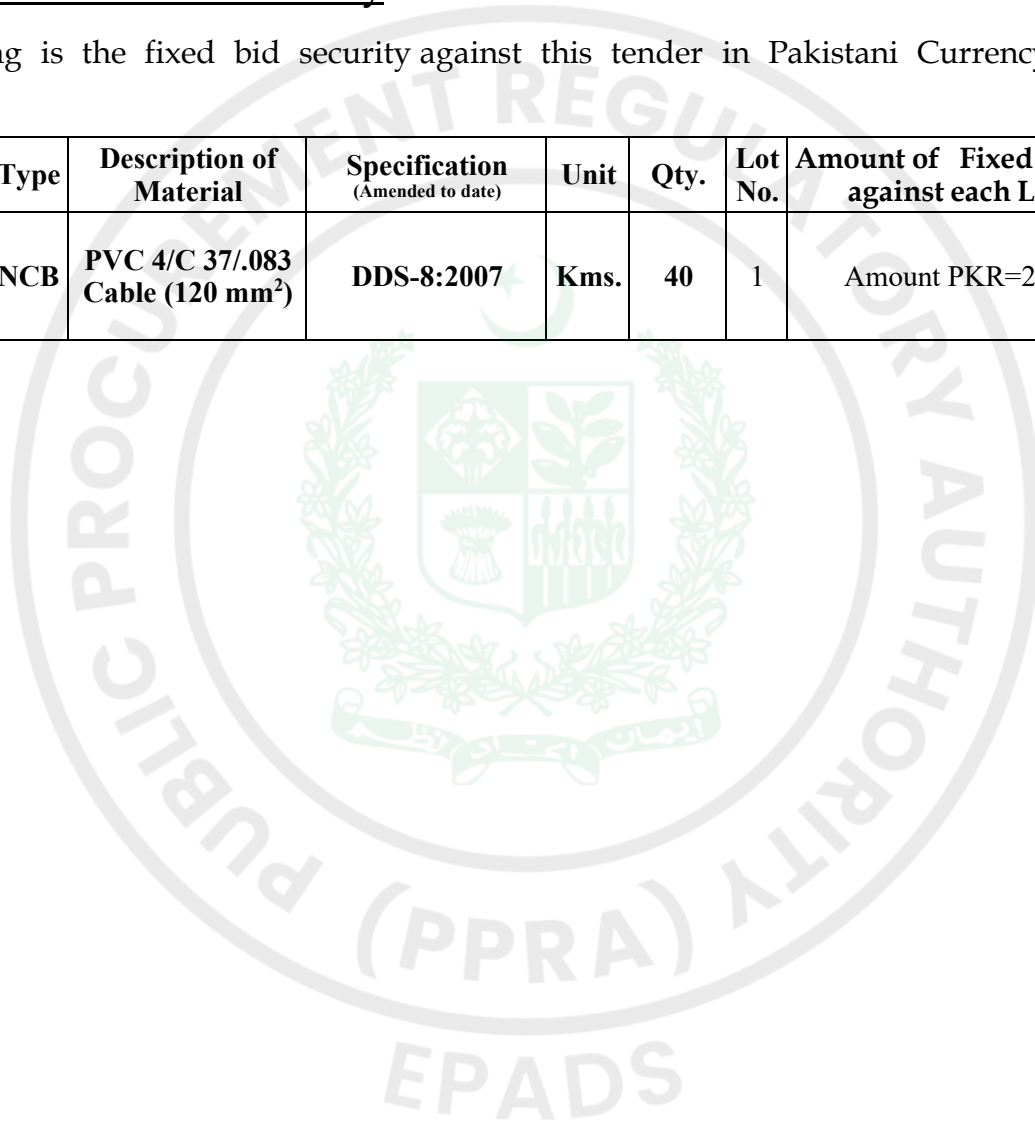 is the fixed bid security against this tender in Pakistani Currency
Type
Description of Material
Specification
(Amended to date)
Unit
Qty.
Lot No.
Amount of Fixed
against each L
NCB
PVC 4/C 37/.083
Cable (120 mm²)
DDS-8:2007
Kms.
40
1
Amount PKR=2
PUBLIC PROCUREMENT REGULATORY AUTHORITY
(PPRA)
EPADS